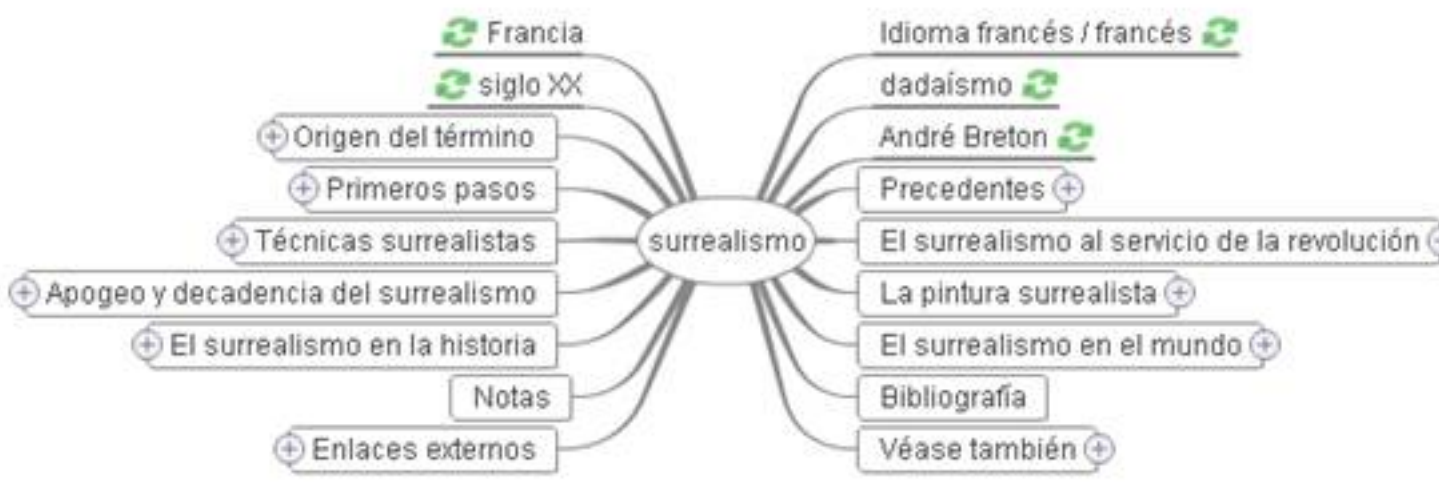 Francia
siglo XX
Origen del término
Primeros pasos
Técnicas surrealistas
Apogeo y decadencia del surrealismo
El surrealismo en la historia
Notas
Enlaces externos
surrealismo
Idioma francés / francés
dadaísmo
André Breton
Precedentes
El surrealismo al servicio de la revolución
La pintura surrealista
El surrealismo en el mundo
Bibliografía
Véase también